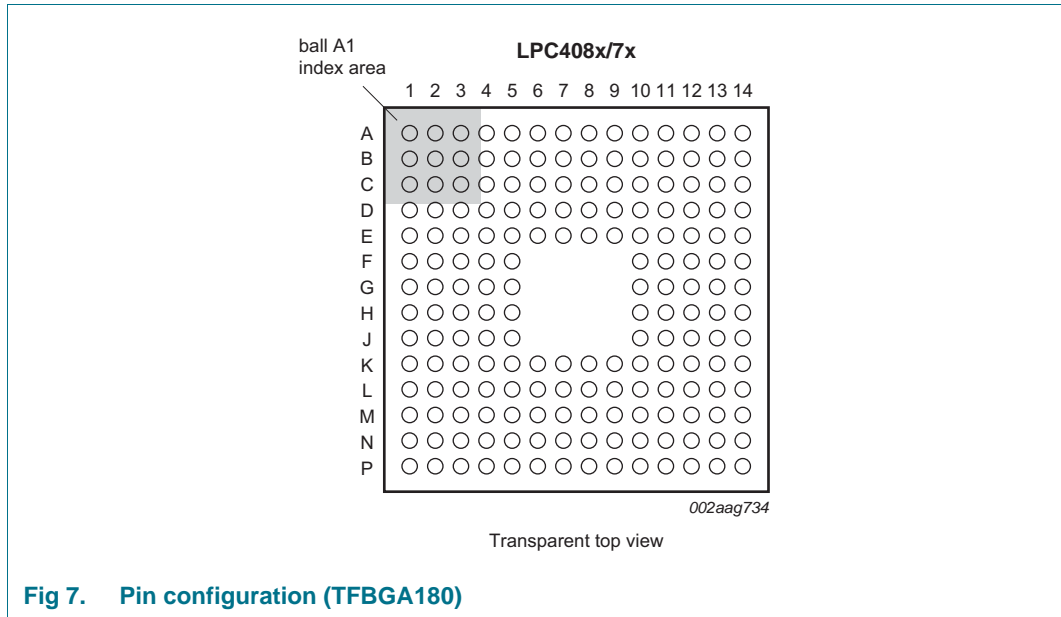 ball A1
index area
LPC408x/7x
1 2 3 4 5 6 7 8 9 10 11 12 13 14
A
B
C
D
E
F
G
H
J
K
L
M
N
P
002aag734
Transparent top view
Fig 7. Pin configuration (TFBGA180)